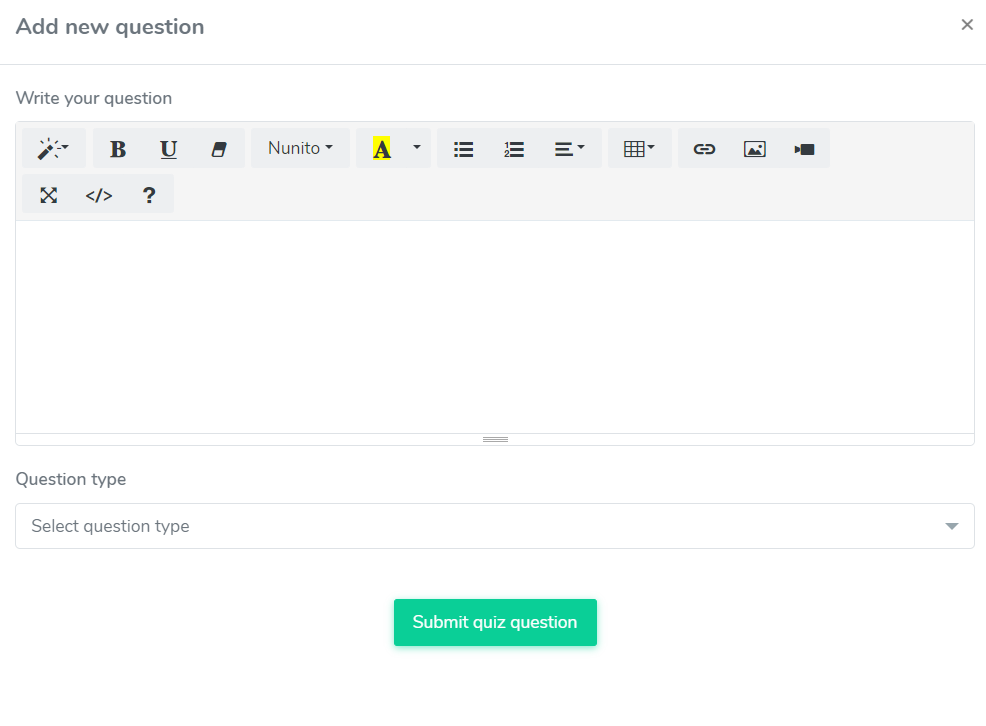 Add new question ×
Write your question
B U Nunito A
</> ?
Question type
Select question type
Submit quiz question